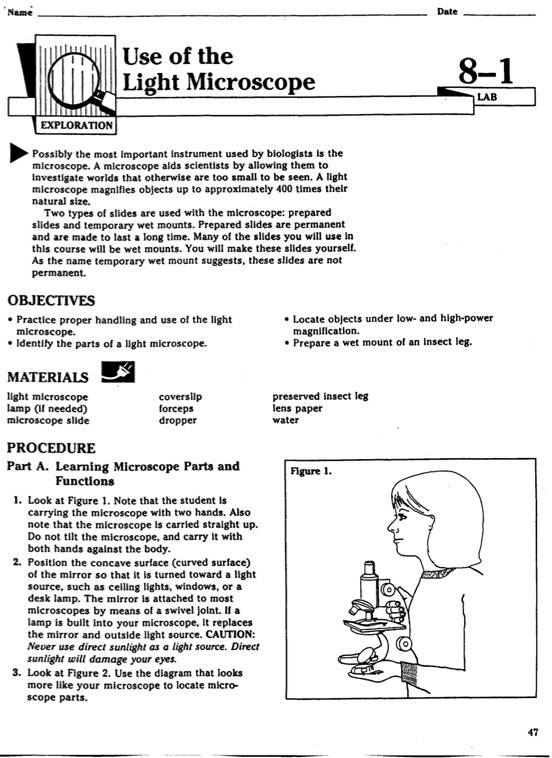 Name
Date
Use of the
Light Microscope
8–1
LAB
EXPLORATION
Possibly the most important instrument used by biologists is the
microscope. A microscope aids scientists by allowing them to
investigate worlds that otherwise are too small to be seen. A light
microscope magnifies objects up to approximately 400 times their
natural size.
Two types of slides are used with the microscope: prepared
slides and temporary wet mounts. Prepared slides are permanent
and are made to last a long time. Many of the slides you will use in
this course will be wet mounts. You will make these slides yourself.
As the name temporary wet mount suggests, these slides are not
permanent.
OBJECTIVES
• Practice proper handling and use of the light
microscope.
• Identify the parts of a light microscope.
• Locate objects under low- and high-power
magnification.
• Prepare a wet mount of an insect leg.
MATERIALS
light microscope
lamp (if needed)
microscope slide
coverslip
forceps
dropper
preserved insect leg
lens paper
water
PROCEDURE
Part A. Learning Microscope Parts and
Functions
1. Look at Figure 1. Note that the student is
carrying the microscope with two hands. Also
note that the microscope is carried straight up.
Do not tilt the microscope, and carry it with
both hands against the body.
2. Position the concave surface (curved surface)
of the mirror so that it is turned toward a light
source, such as ceiling lights, windows, or a
desk lamp. The mirror is attached to most
microscopes by means of a swivel joint. If a
lamp is built into your microscope, it replaces
the mirror and outside light source. CAUTION:
Never use direct sunlight as a light source. Direct
sunlight will damage your eyes.
3. Look at Figure 2. Use the diagram that looks
more like your microscope to locate micro-
scope parts.
Figure 1.
47